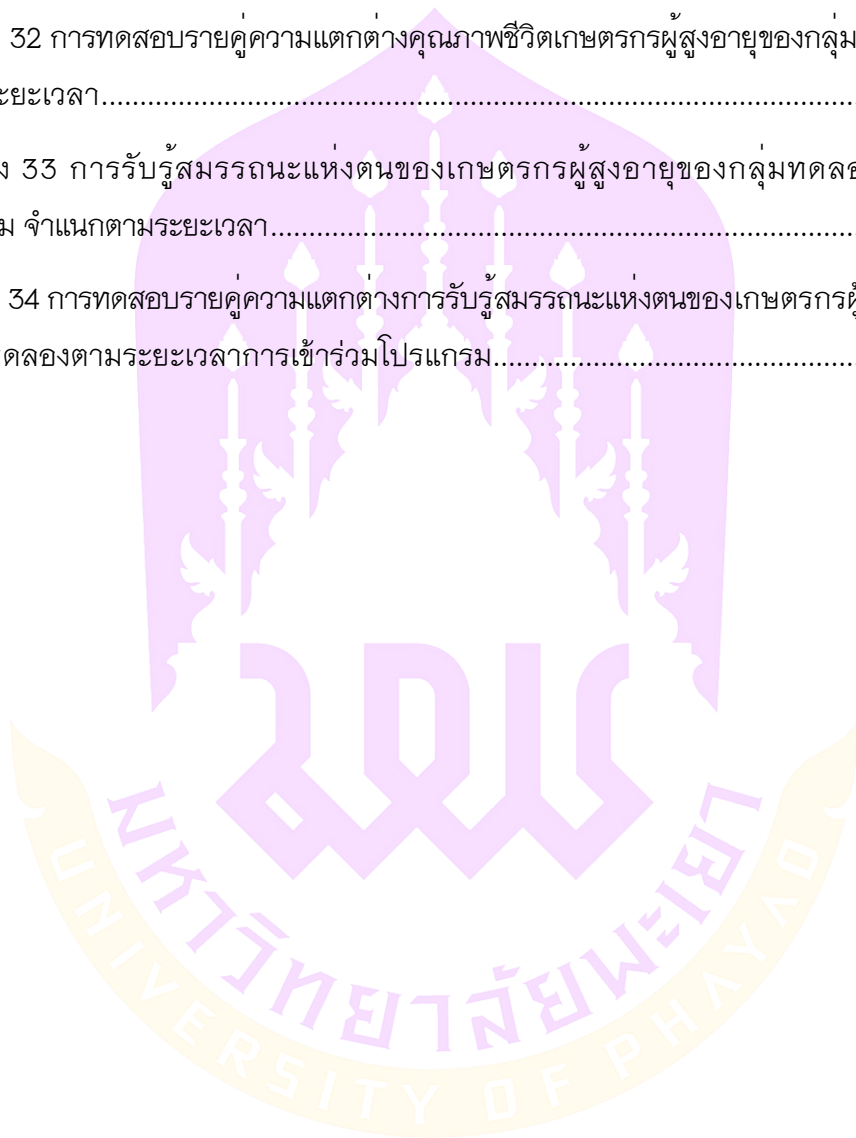 32 การทดสอบรายคู่ความแตกต่างคุณภาพชีวิตเกษตรกรผู้สูงอายุของกลุ่ม
ะยะเวลา......................................................................................................................
ง 33 การรับรู้สมรรถนะแห่งตนของเกษตรกรผู้สูงอายุของกลุ่มทดลอ
ม จำแนกตามระยะเวลา..........................................................................................
34 การทดสอบรายคู่ความแตกต่างการรับรู้สมรรถนะแห่งตนของเกษตรกรผู้
ดลองตามระยะเวลาการเข้าร่วมโปรแกรม.......................................................
มพ
มหาวิทยาลัยพะเยา
UNIVERSITY OF PHAYAO